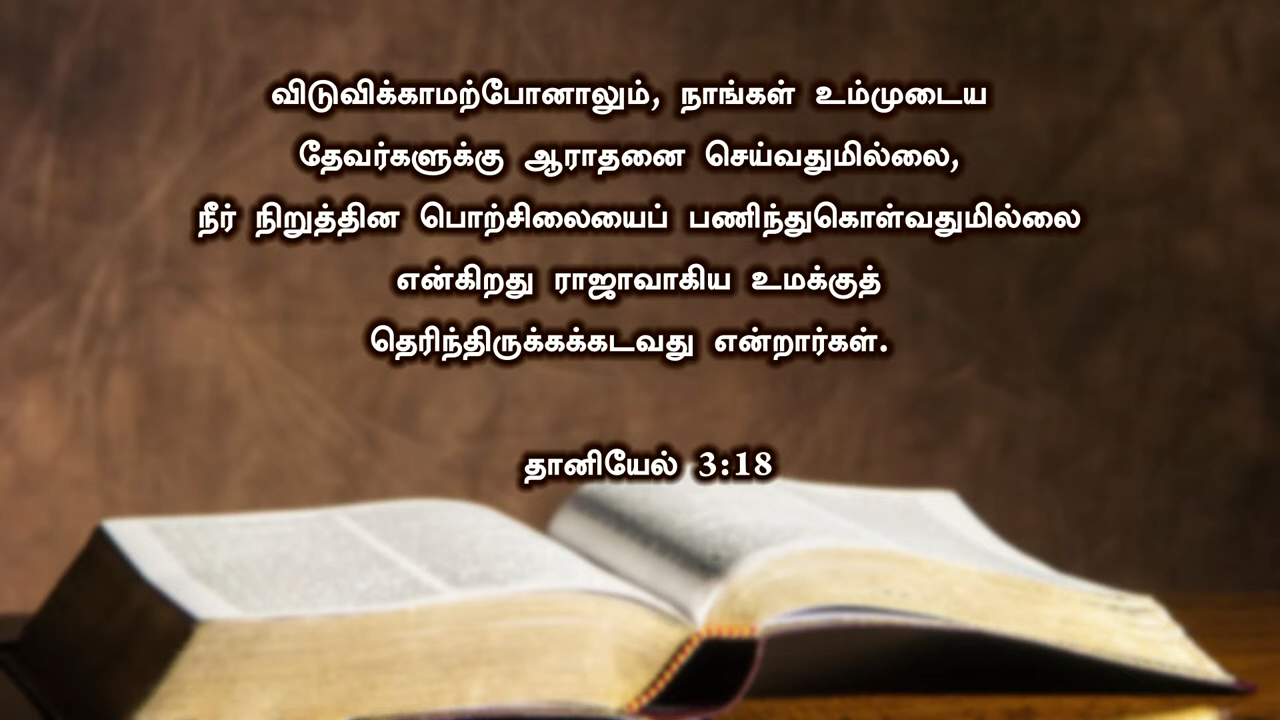 விடுவிக்காமற்போனாலும், நாங்கள் உம்முடைய
தேவர்களுக்கு ஆராதனை செய்வதுமில்லை,
நீர் நிறுத்தின பொற்சிலையைப் பணிந்துகொள்வதுமில்லை
என்கிறது ராஜாவாகிய உமக்குத்
தெரிந்திருக்கக்கடவது என்றார்கள்.
தானியேல் 3:18